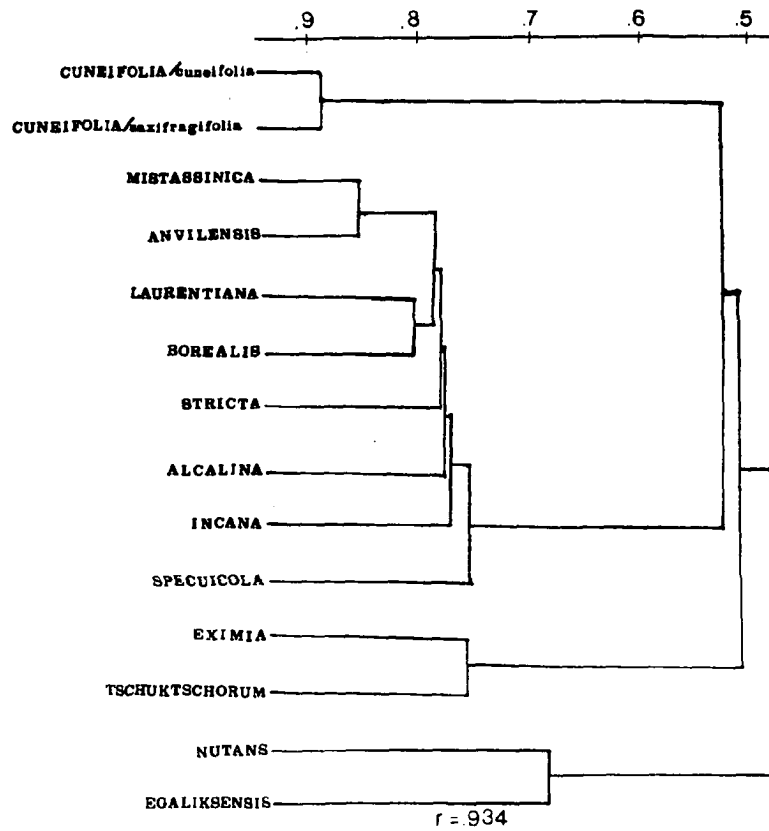 .9 .8 .7 .6 .5
CUNEIFOLIA/cuneifolia
CUNEIFOLIA/saxifragifolia
MISTASSINICA
ANVILENSIS
LAURENTIANA
BOREALIS
STRICTA
ALCALINA
INCANA
SPECUICOLA
EXIMIA
TSCHUKTSCHORUM
NUTANS
EGALIKSENSIS
r = .934